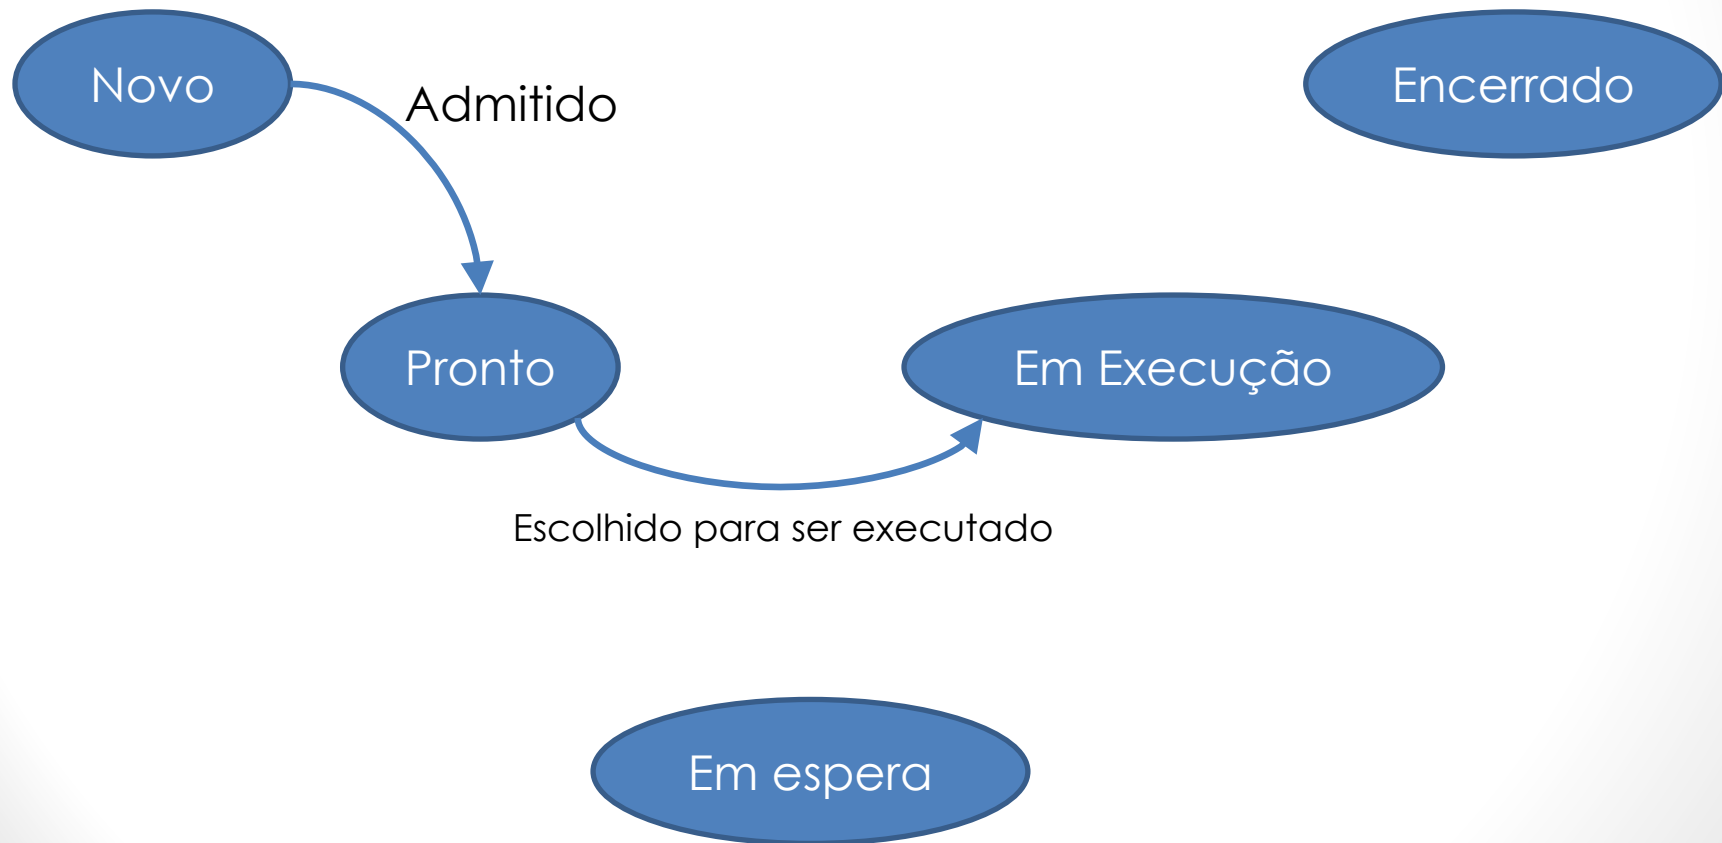 Novo
Admitido
Encerrado
Pronto
Em Execução
Escolhido para ser executado
Em espera